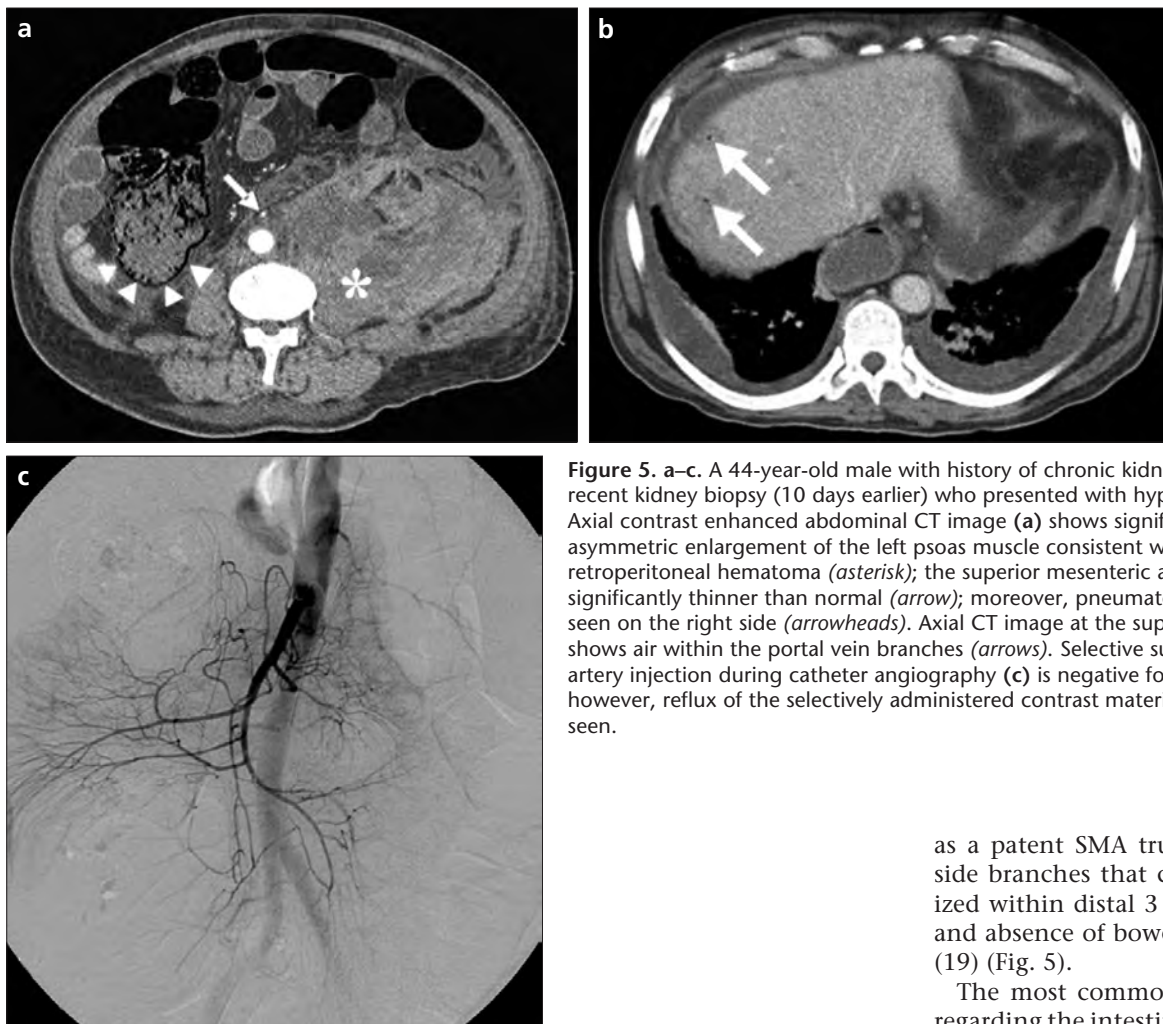 a
b
c
Figure 5. a–c. A 44-year-old male with history of chronic kidn
recent kidney biopsy (10 days earlier) who presented with hyp
Axial contrast enhanced abdominal CT image (a) shows signif
asymmetric enlargement of the left psoas muscle consistent w
retroperitoneal hematoma (asterisk); the superior mesenteric a
significantly thinner than normal (arrow); moreover, pneumat
seen on the right side (arrowheads). Axial CT image at the sup
shows air within the portal vein branches (arrows). Selective su
artery injection during catheter angiography (c) is negative fo
however, reflux of the selectively administered contrast materi
seen.
as a patent SMA tru
side branches that c
ized within distal 3
and absence of bowe
(19) (Fig. 5).
The most common
regarding the intesti